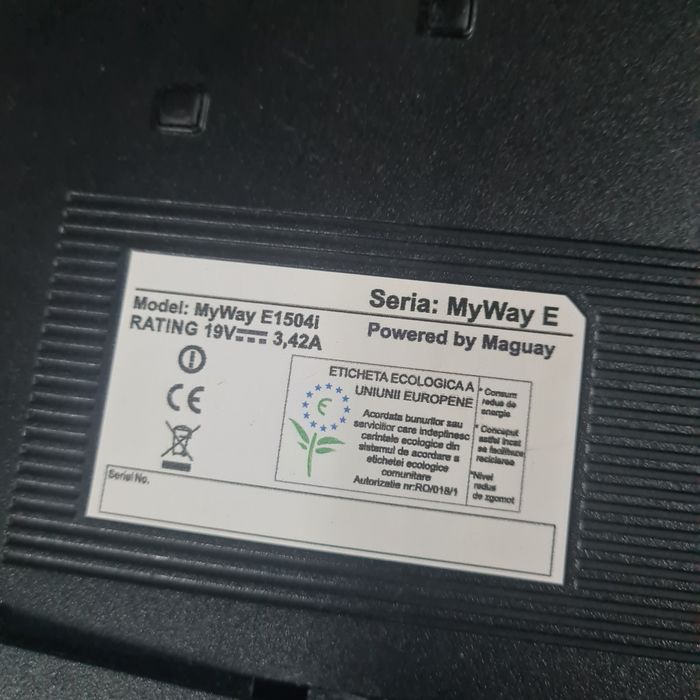 Seria: MyWay E
Model: MyWay E1504i
Powered by Maguay
RATING 19V 3,42A
CE
ETICHETA ECOLOGICA A
UNIUNII EUROPENE
Acordata bunurilor sau
serviciilor care indeplinesc
cerintele ecologice din
sistemul de acordare a
etichetei ecologice
comunitare
Autorizatie nr:RO/018/1
* Consum
redus de
energie
* Conceput
astfel incat
sa faciliteze
reciclarea
*Nivel
redus
de zgomot
Serial No.